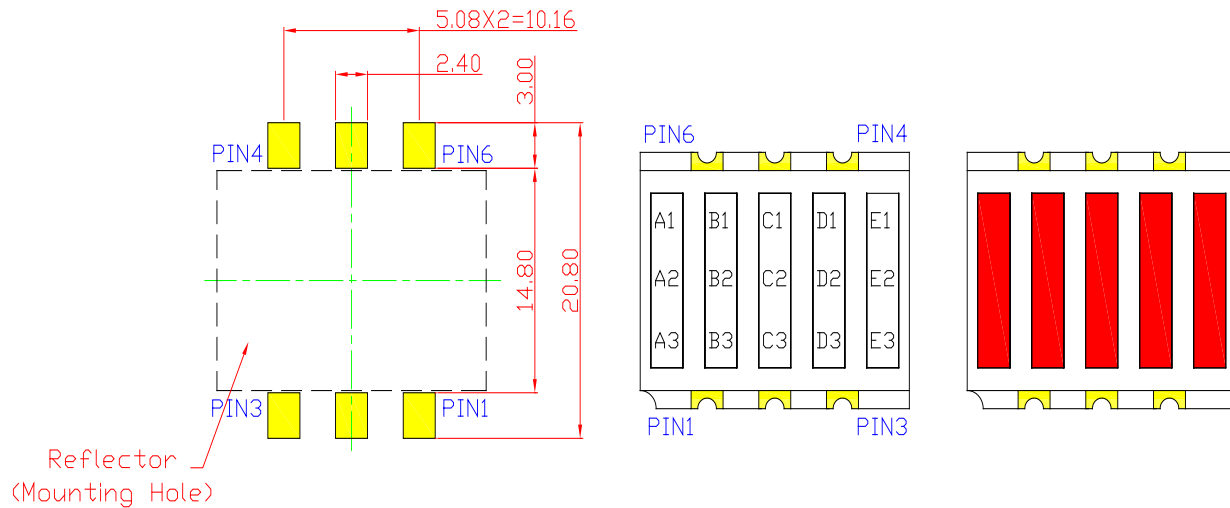 5.08X2=10.16
2.40
3.00
PIN4
PIN6
14.80
20.80
PIN3
PIN1
Reflector
(Mounting Hole)
PIN6
PIN4
A1 B1 C1 D1 E1
A2 B2 C2 D2 E2
A3 B3 C3 D3 E3
PIN1
PIN3